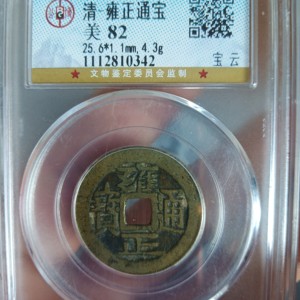 清-雍正通宝
美 82
25.6*1.1mm, 4.3g
1112810342
宝云
★★★★★★★★
文物鉴定委员会监制
雍正通寶